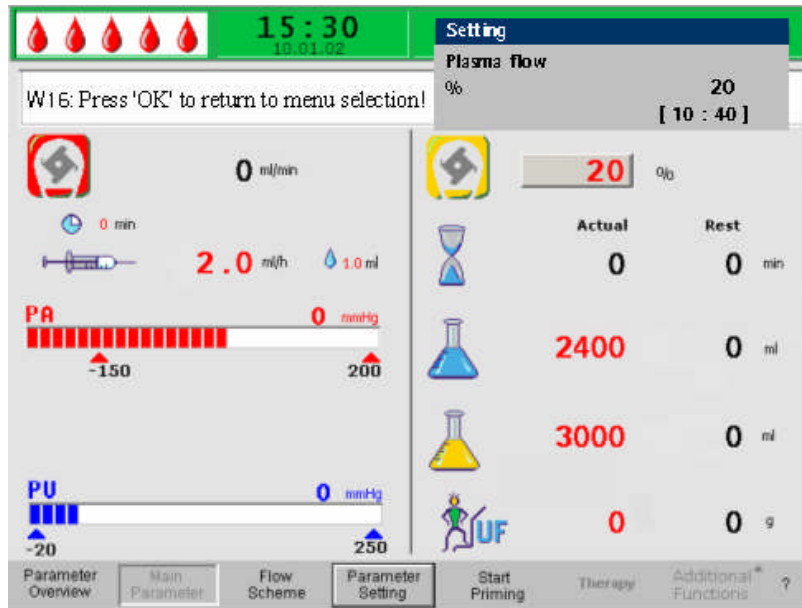 15:30
10.01.02
Setting
Plasma flow
% 20
[ 10 : 40 ]
W16: Press 'OK' to return to menu selection!
0 ml/min
0 min
2.0 ml/h 1.0 ml
PA 0 mmHg
-150 200
PU 0 mmHg
-20 250
20 %
Actual Rest
0 0 min
2400 0 ml
3000 0 ml
UF 0 0 g
Parameter Overview
Main Parameter
Flow Scheme
Parameter Setting
Start Priming
Therapy
Additional* Functions
?